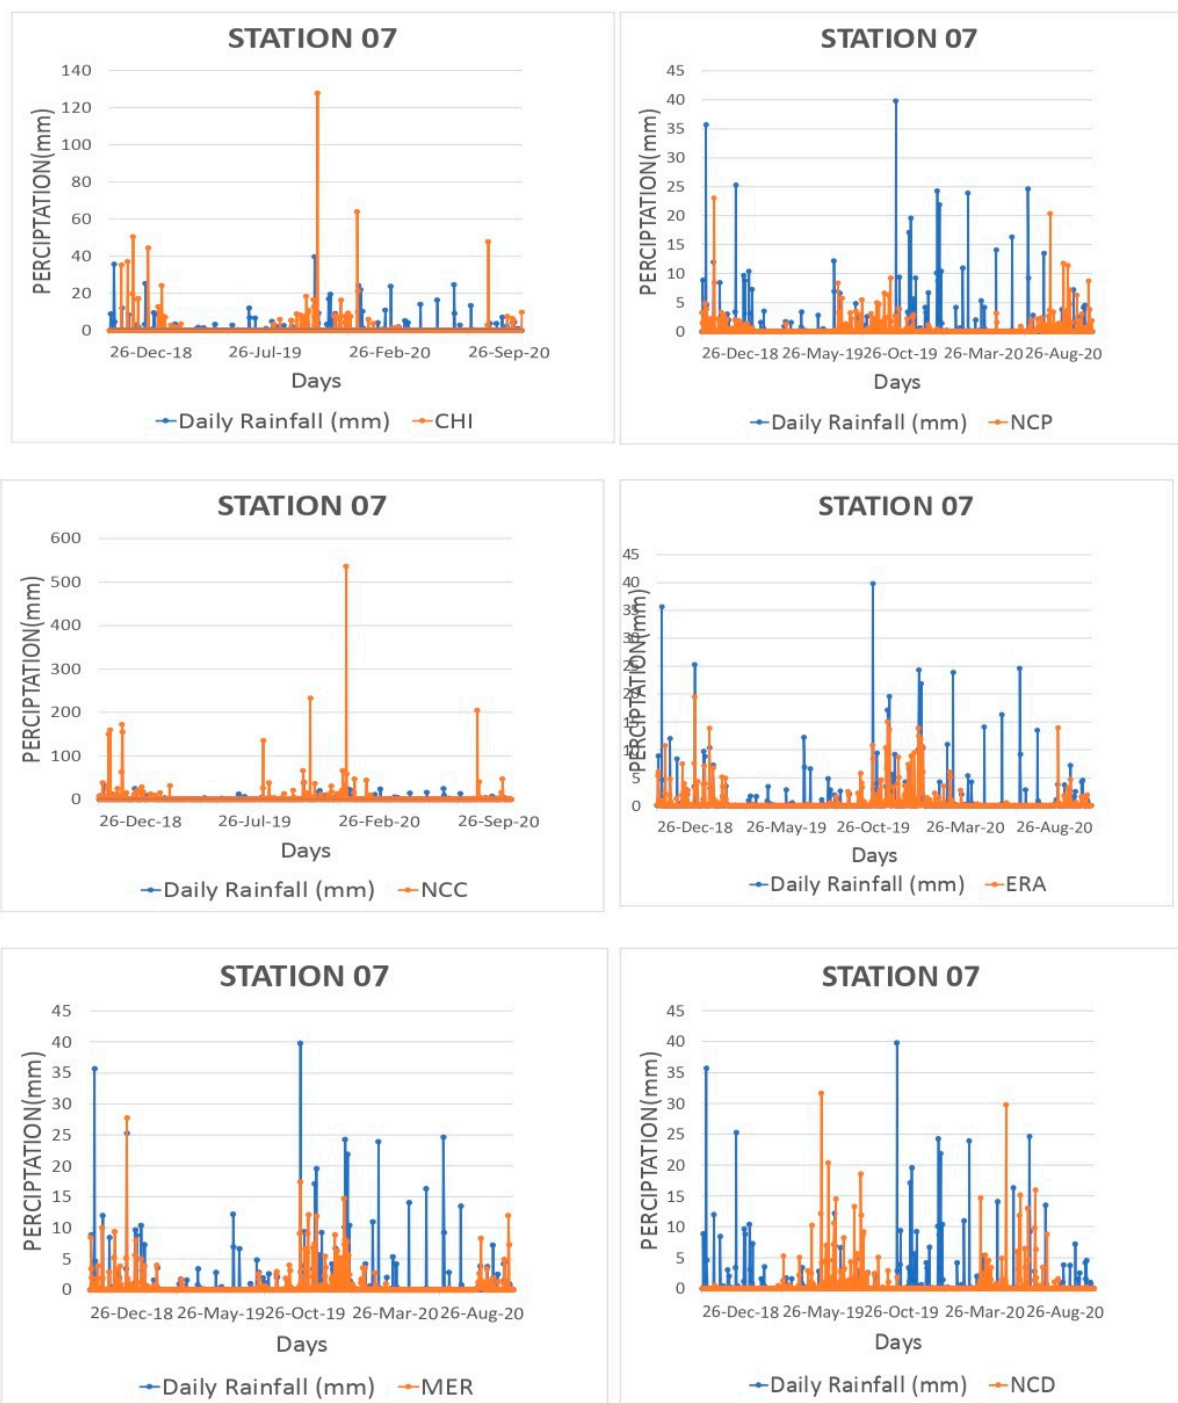 STATION 07
140
120
100
80
60
40
20
0
PERCIPTATION(mm)
26-Dec-18 26-Jul-19 26-Feb-20 26-Sep-20
Days
Daily Rainfall (mm) CHI
STATION 07
45
40
35
30
25
20
15
10
5
0
PERCIPTATION(mm)
26-Dec-18 26-May-19 26-Oct-19 26-Mar-20 26-Aug-20
Days
Daily Rainfall (mm) NCP
STATION 07
600
500
400
300
200
100
0
PERCIPTATION(mm)
26-Dec-18 26-Jul-19 26-Feb-20 26-Sep-20
Days
Daily Rainfall (mm) NCC
STATION 07
45
40
35
30
25
20
15
10
5
0
PERCIPTATION(mm)
26-Dec-18 26-May-19 26-Oct-19 26-Mar-20 26-Aug-20
Days
Daily Rainfall (mm) ERA
STATION 07
45
40
35
30
25
20
15
10
5
0
PERCIPTATION(mm)
26-Dec-18 26-May-19 26-Oct-19 26-Mar-20 26-Aug-20
Days
Daily Rainfall (mm) MER
STATION 07
45
40
35
30
25
20
15
10
5
0
PERCIPTATION(mm)
26-Dec-18 26-May-19 26-Oct-19 26-Mar-20 26-Aug-20
Days
Daily Rainfall (mm) NCD